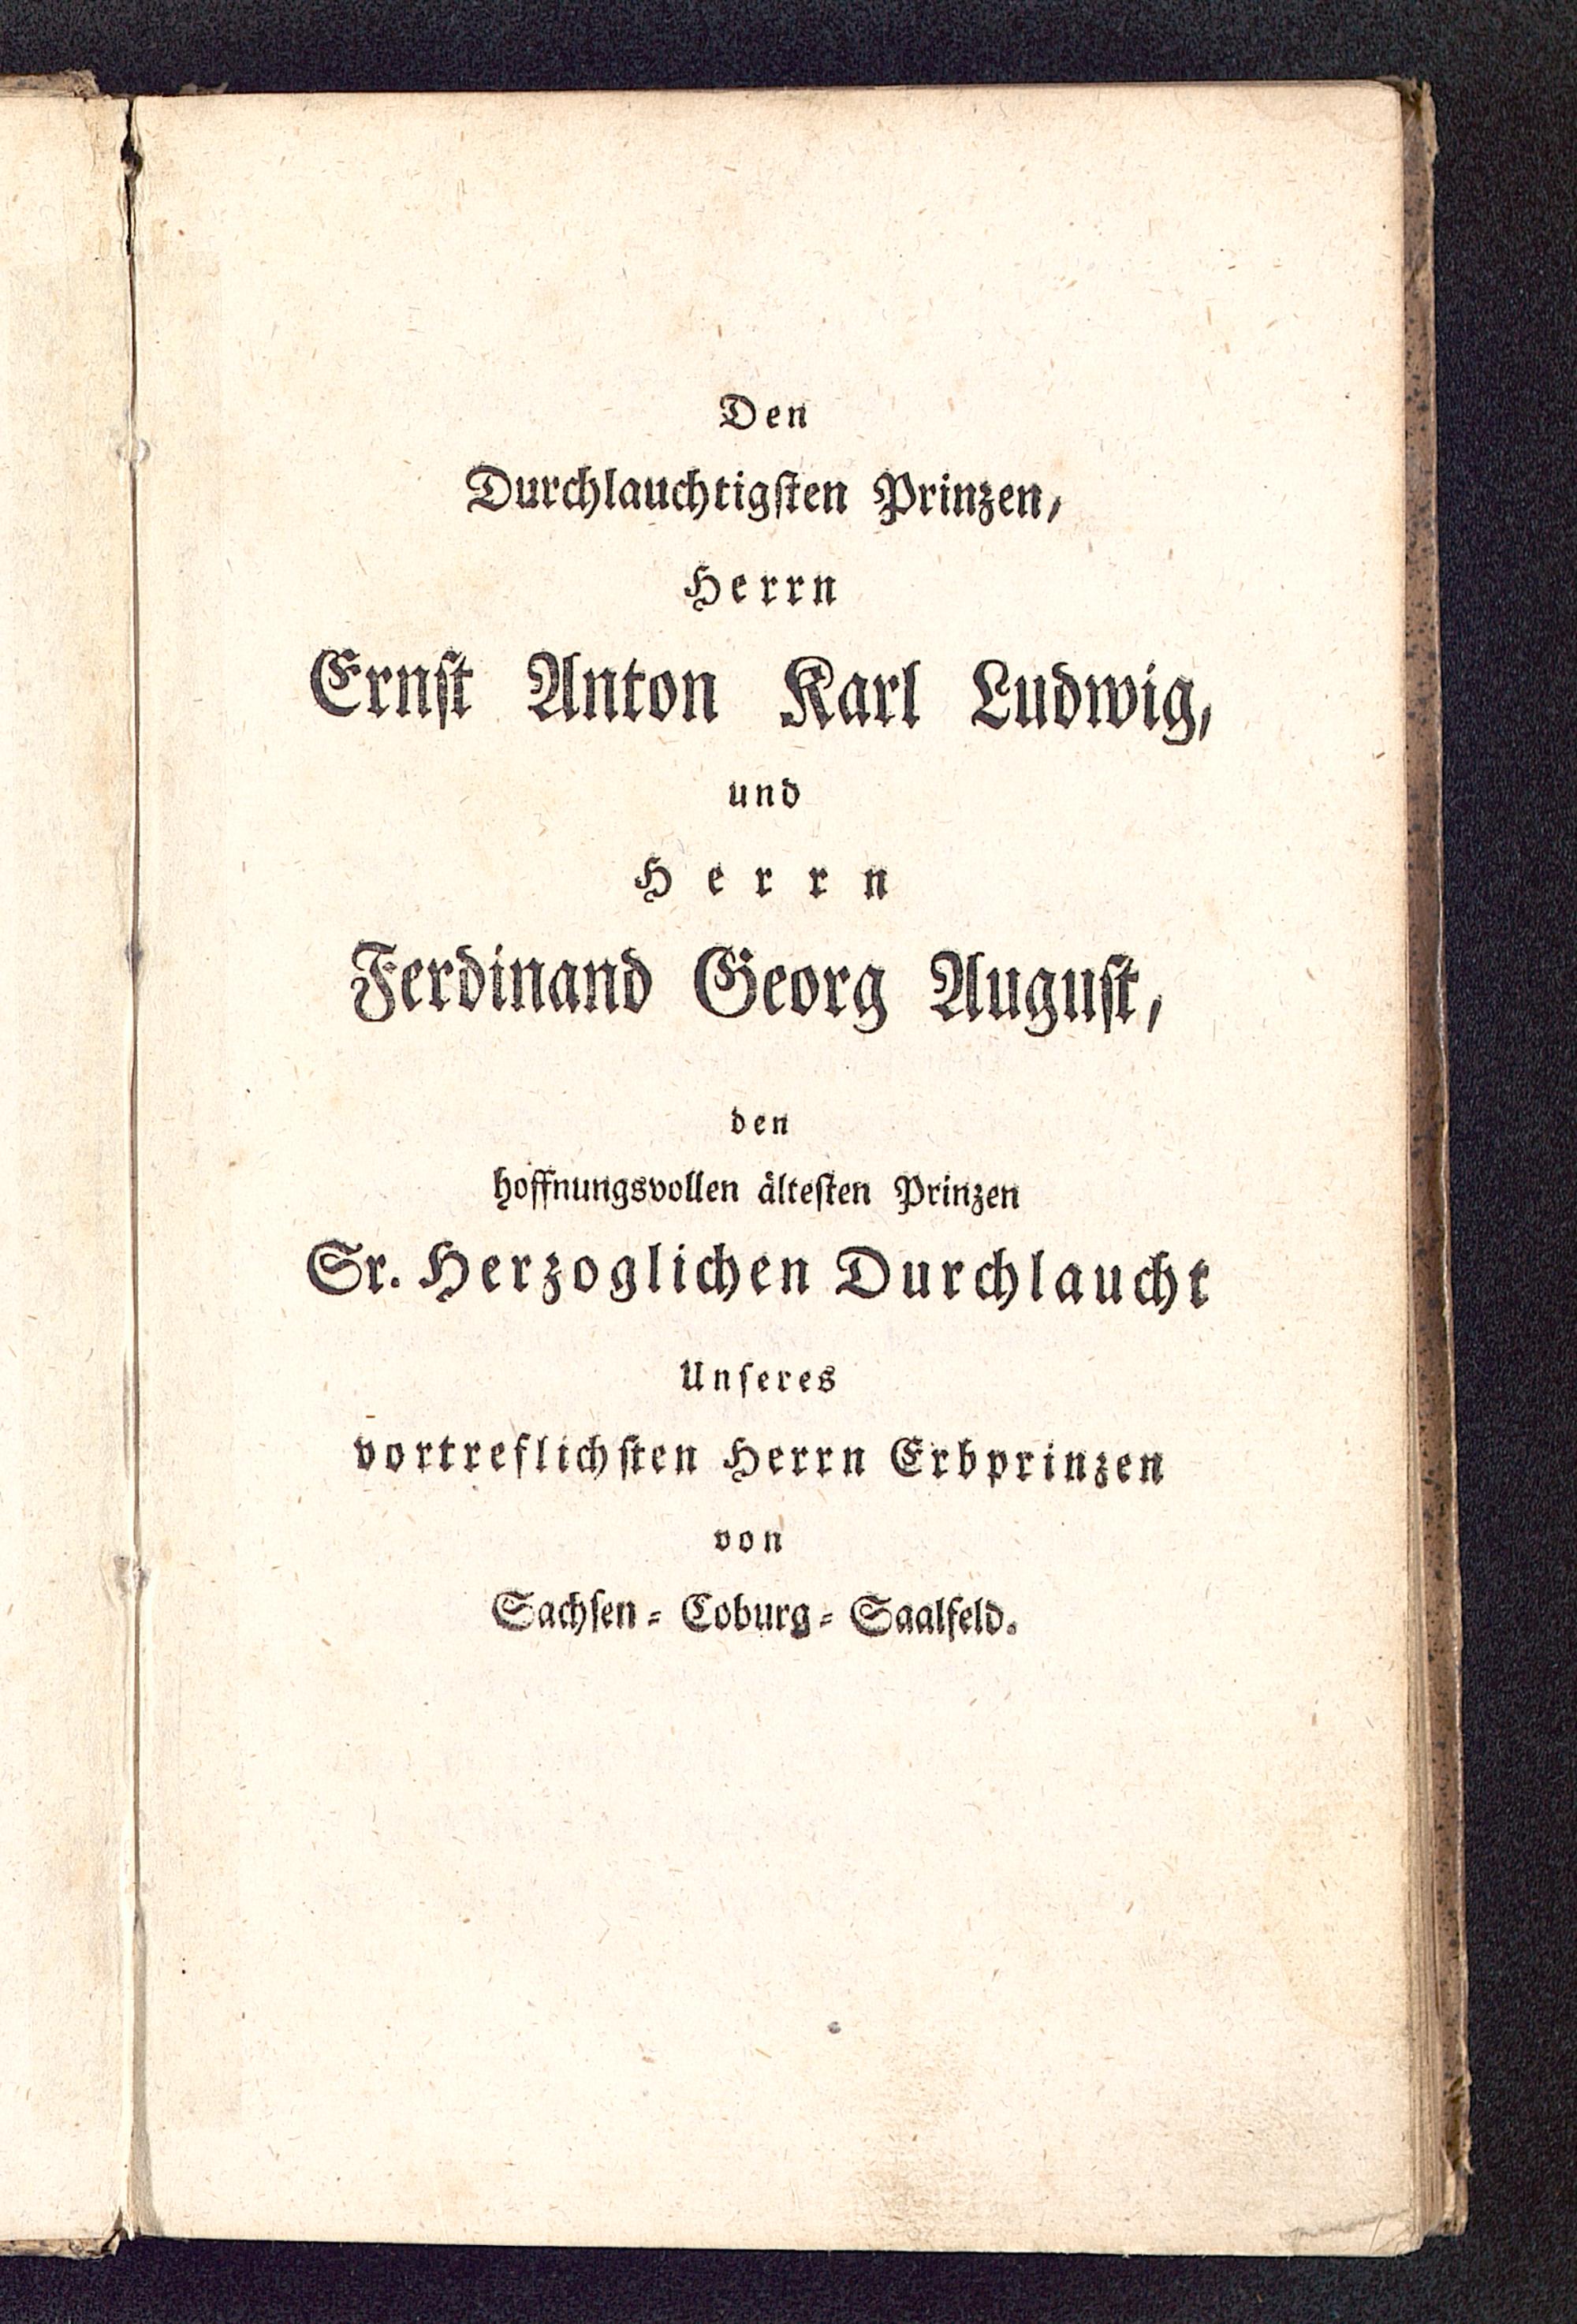 Den
Durchlauchtigsten Prinzen,
Herrn
Ernst Anton Karl Ludwig,
und
Herrn
Ferdinand Georg August,
den
hoffnungsvollen ältesten Prinzen
Sr. Herzoglichen Durchlaucht
Unseres
vortreflichsten Herrn Erbprinzen
von
Sachsen-Coburg-Saalfeld.